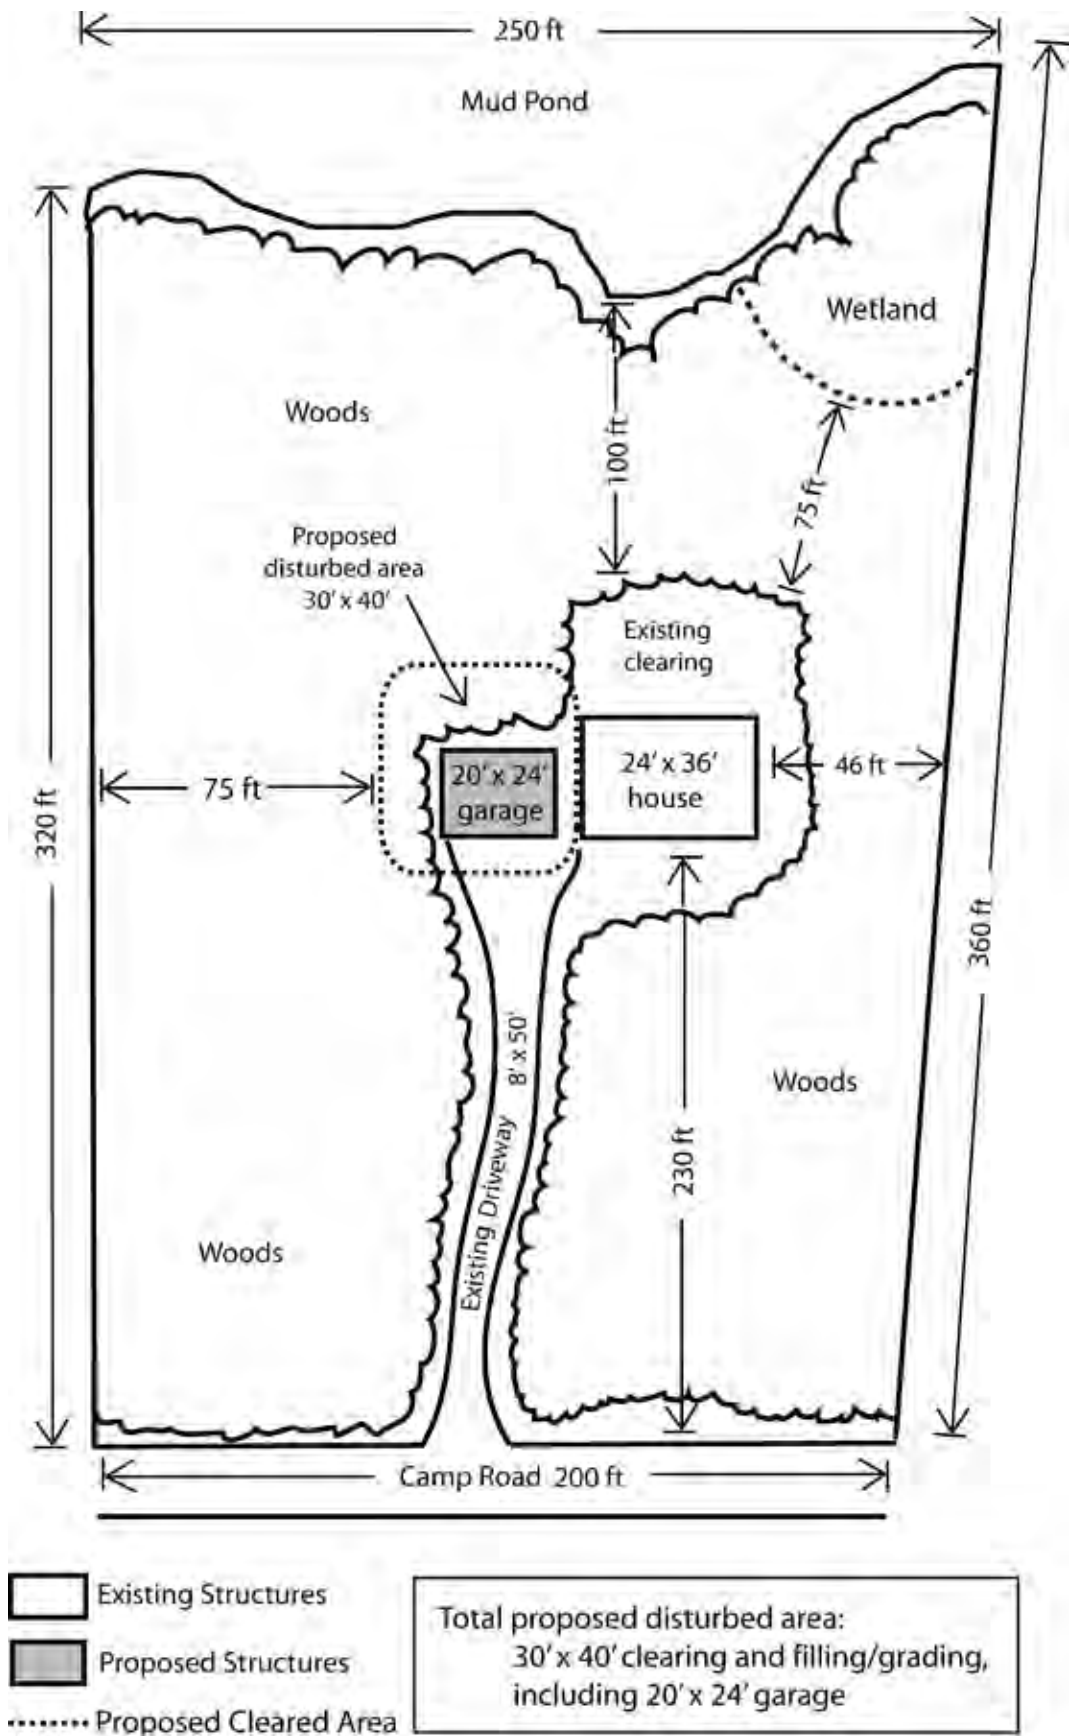 250 ft
Mud Pond
Wetland
Woods
100 ft
75 ft
Proposed
disturbed area
30' x 40'
Existing
clearing
20' x 24'
garage
24' x 36'
house
75 ft
46 ft
320 ft
360 ft
8' x 50'
Existing Driveway
230 ft
Woods
Woods
Camp Road 200 ft
Existing Structures
Proposed Structures
Proposed Cleared Area
Total proposed disturbed area:
30' x 40' clearing and filling/grading,
including 20' x 24' garage